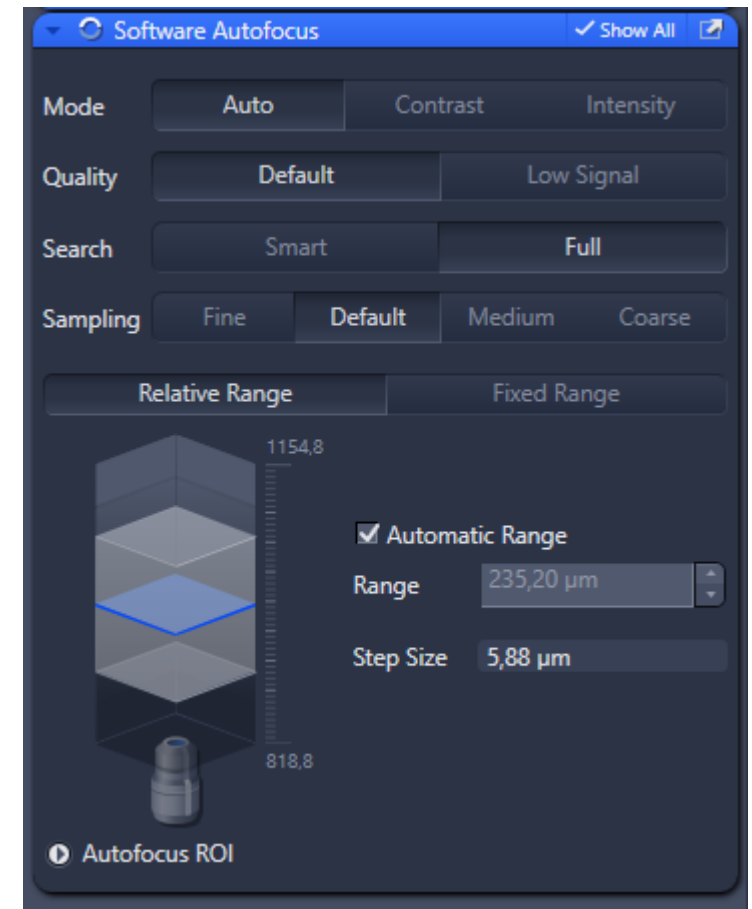 Software Autofocus Show All
Mode Auto Contrast Intensity
Quality Default Low Signal
Search Smart Full
Sampling Fine Default Medium Coarse
Relative Range Fixed Range
1154,8
Automatic Range
Range 235,20 µm
Step Size 5,88 µm
818,8
Autofocus ROI